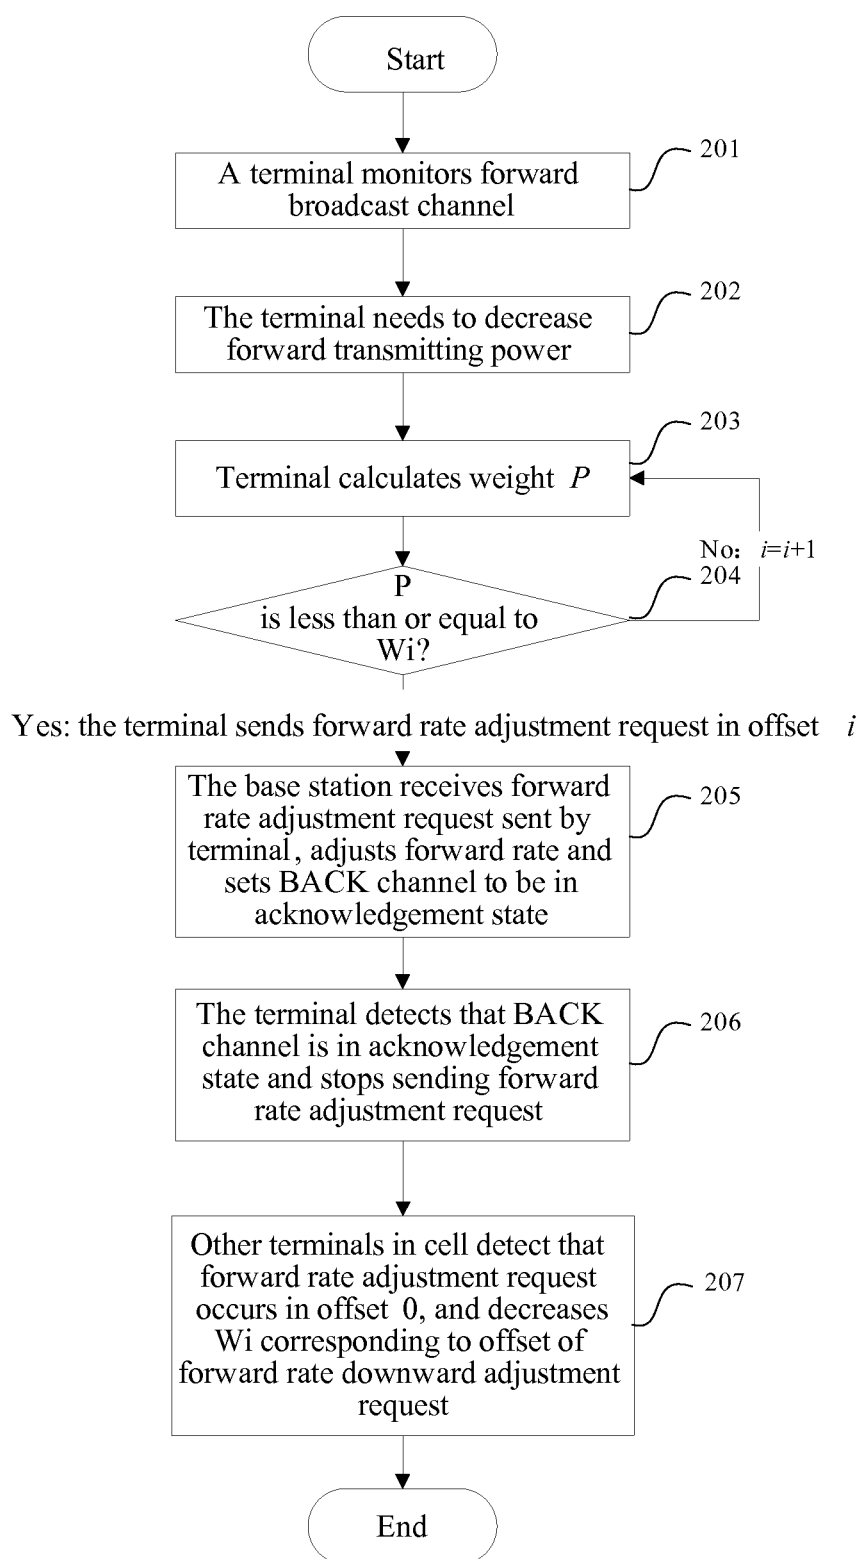 Start
201
A terminal monitors forward
broadcast channel
202
The terminal needs to decrease
forward transmitting power
203
Terminal calculates weight P
No: i=i+1
204
P
is less than or equal to
Wi?
Yes: the terminal sends forward rate adjustment request in offset i
The base station receives forward
rate adjustment request sent by
terminal, adjusts forward rate and
sets BACK channel to be in
acknowledgement state
205
The terminal detects that BACK
channel is in acknowledgement
state and stops sending forward
rate adjustment request
206
Other terminals in cell detect that
forward rate adjustment request
occurs in offset 0, and decreases
Wi corresponding to offset of
forward rate downward adjustment
request
207
End